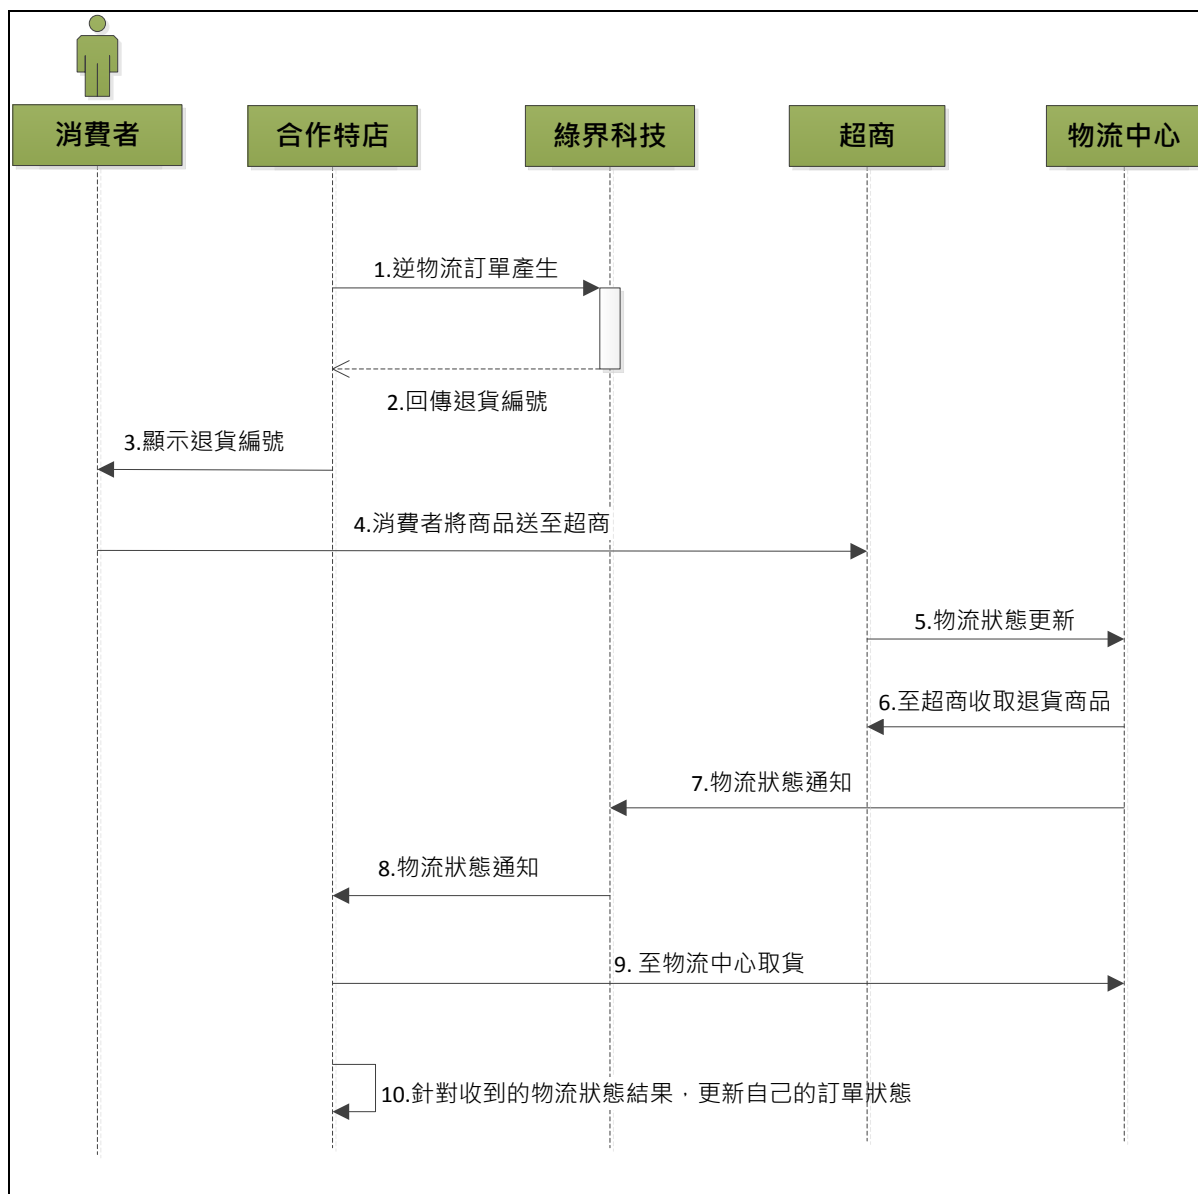 消費者
合作特店
綠界科技
超商
物流中心
1.逆物流訂單產生
2.回傳退貨編號
3.顯示退貨編號
4.消費者將商品送至超商
5.物流狀態更新
6.至超商收取退貨商品
7.物流狀態通知
8.物流狀態通知
9. 至物流中心取貨
10.針對收到的物流狀態結果，更新自己的訂單狀態